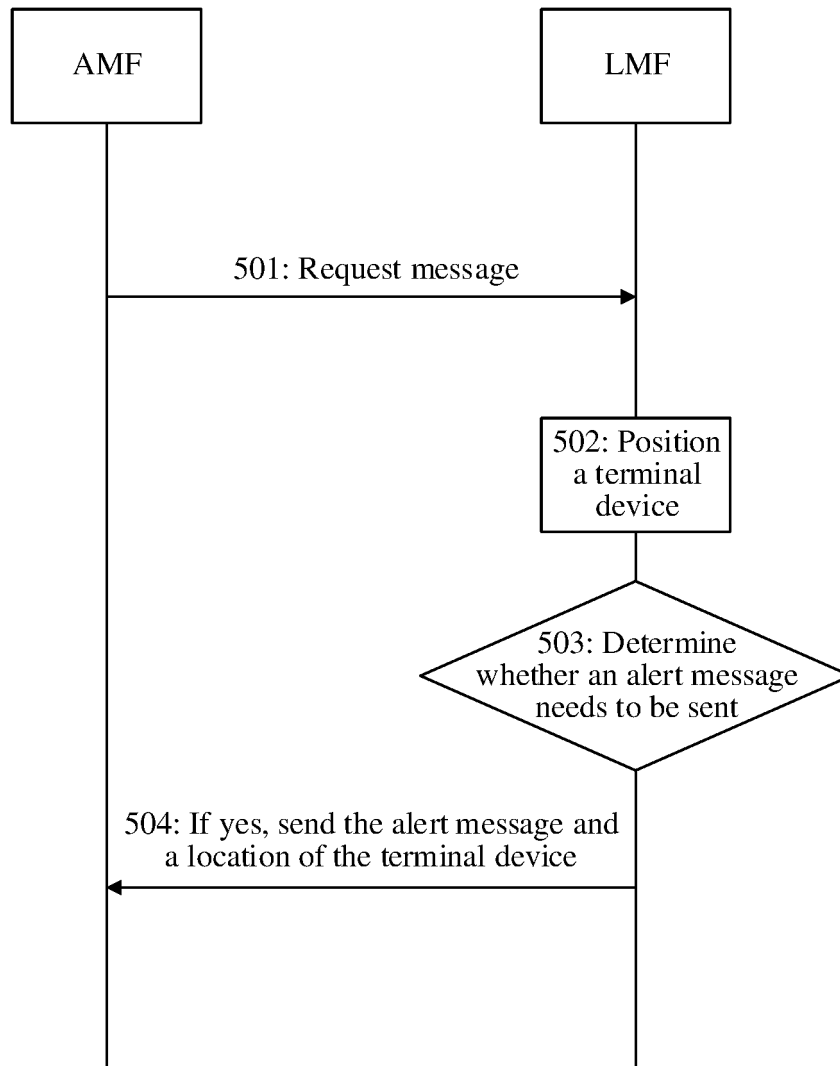 AMF
LMF
501: Request message
502: Position
a terminal
device
503: Determine
whether an alert message
needs to be sent
504: If yes, send the alert message and
a location of the terminal device